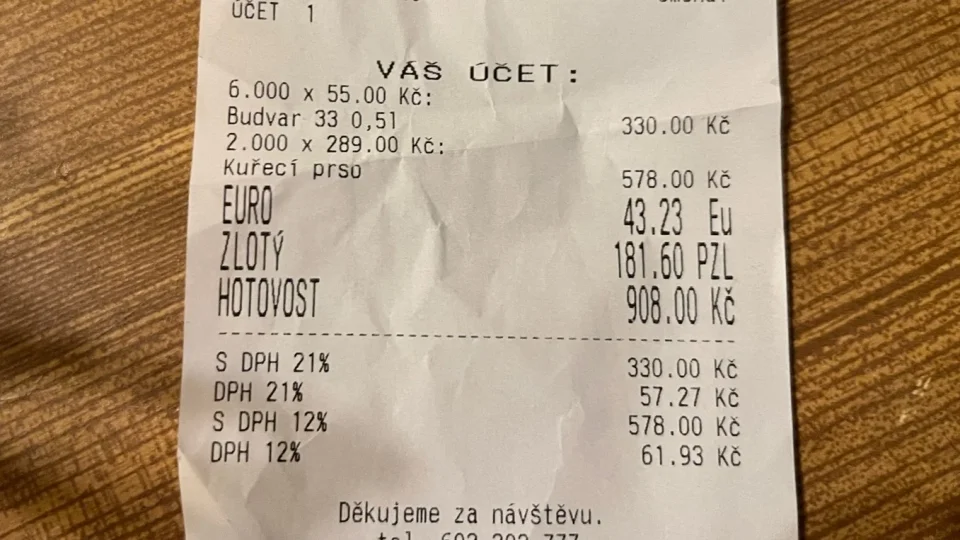 ÚČET 1
VÁŠ ÚČET:
6.000 x 55.00 Kč:
Budvar 33 0,5l 330.00 Kč
2.000 x 289.00 Kč:
Kuřecí prso 578.00 Kč
EURO 43.23 Eu
ZLOTÝ 181.60 PZL
HOTOVOST 908.00 Kč
S DPH 21% 330.00 Kč
DPH 21% 57.27 Kč
S DPH 12% 578.00 Kč
DPH 12% 61.93 Kč
Děkujeme za návštěvu.